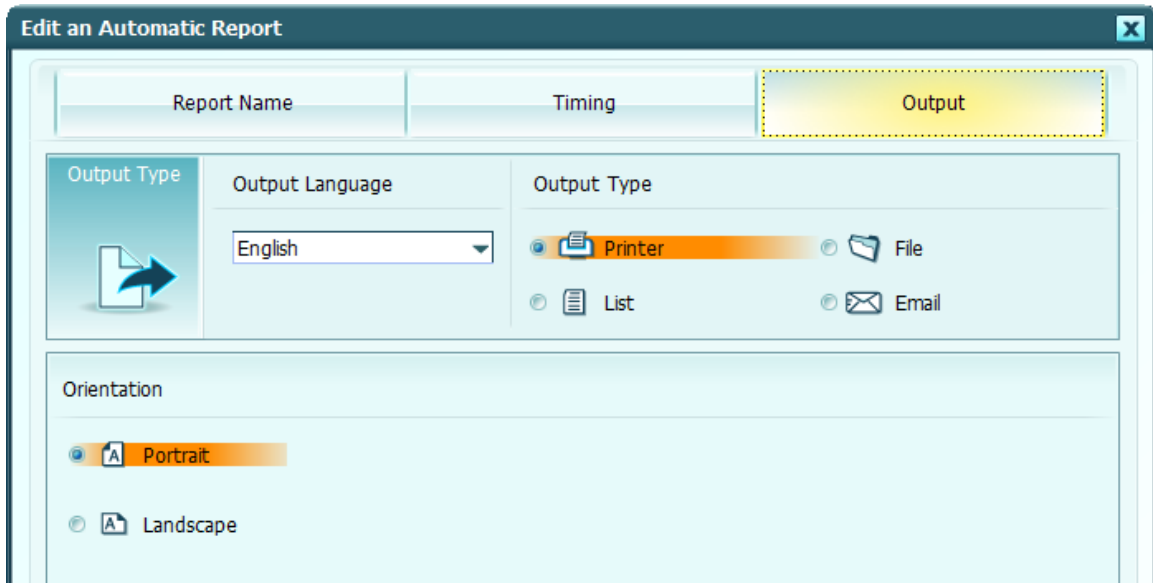 Edit an Automatic Report
Report Name
Timing
Output
Output Type
Output Language
Output Type
English
Printer
File
List
Email
Orientation
Portrait
Landscape